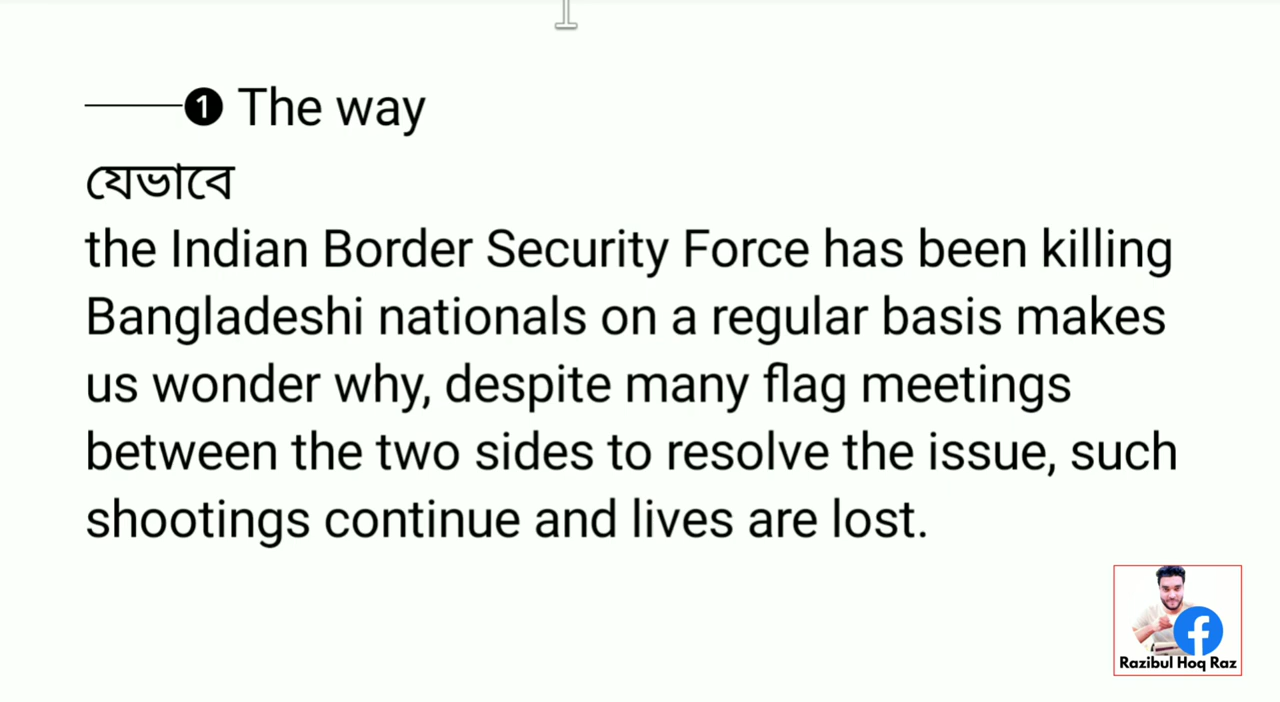 ❶ The way
যেভাবে
the Indian Border Security Force has been killing
Bangladeshi nationals on a regular basis makes
us wonder why, despite many flag meetings
between the two sides to resolve the issue, such
shootings continue and lives are lost.
Razibul Hoq Raz